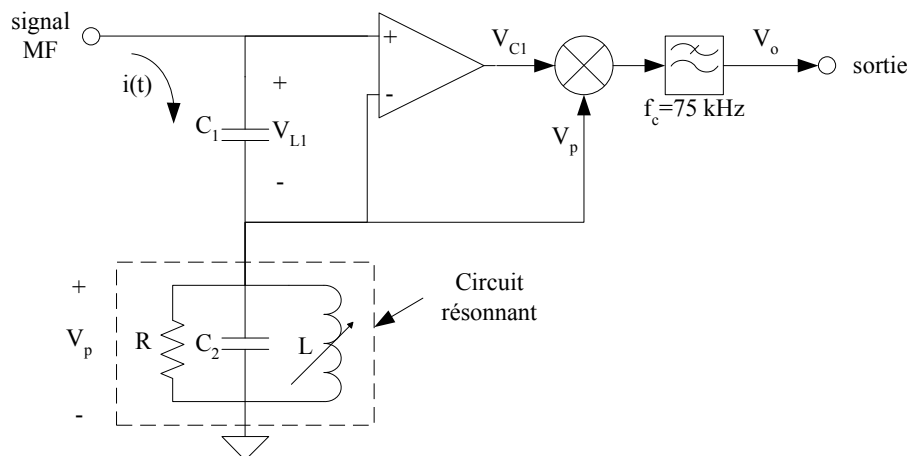 signal
MF
i(t)
+
C1
VL1
-
+
-
VC1
Vp
fc=75 kHz
Vo
sortie
+
Vp
-
R
C2
L
Circuit
résonnant